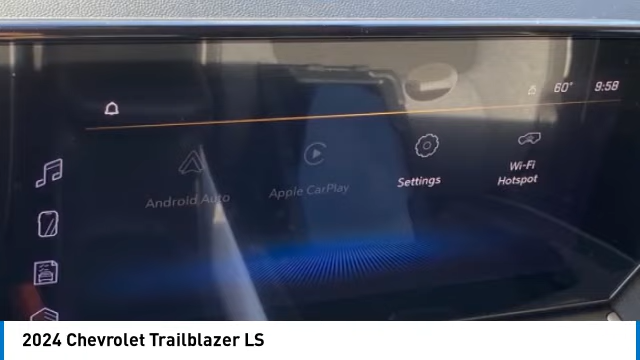 60° 9:58
Android Auto
Apple CarPlay
Settings
Wi-Fi
Hotspot
2024 Chevrolet Trailblazer LS